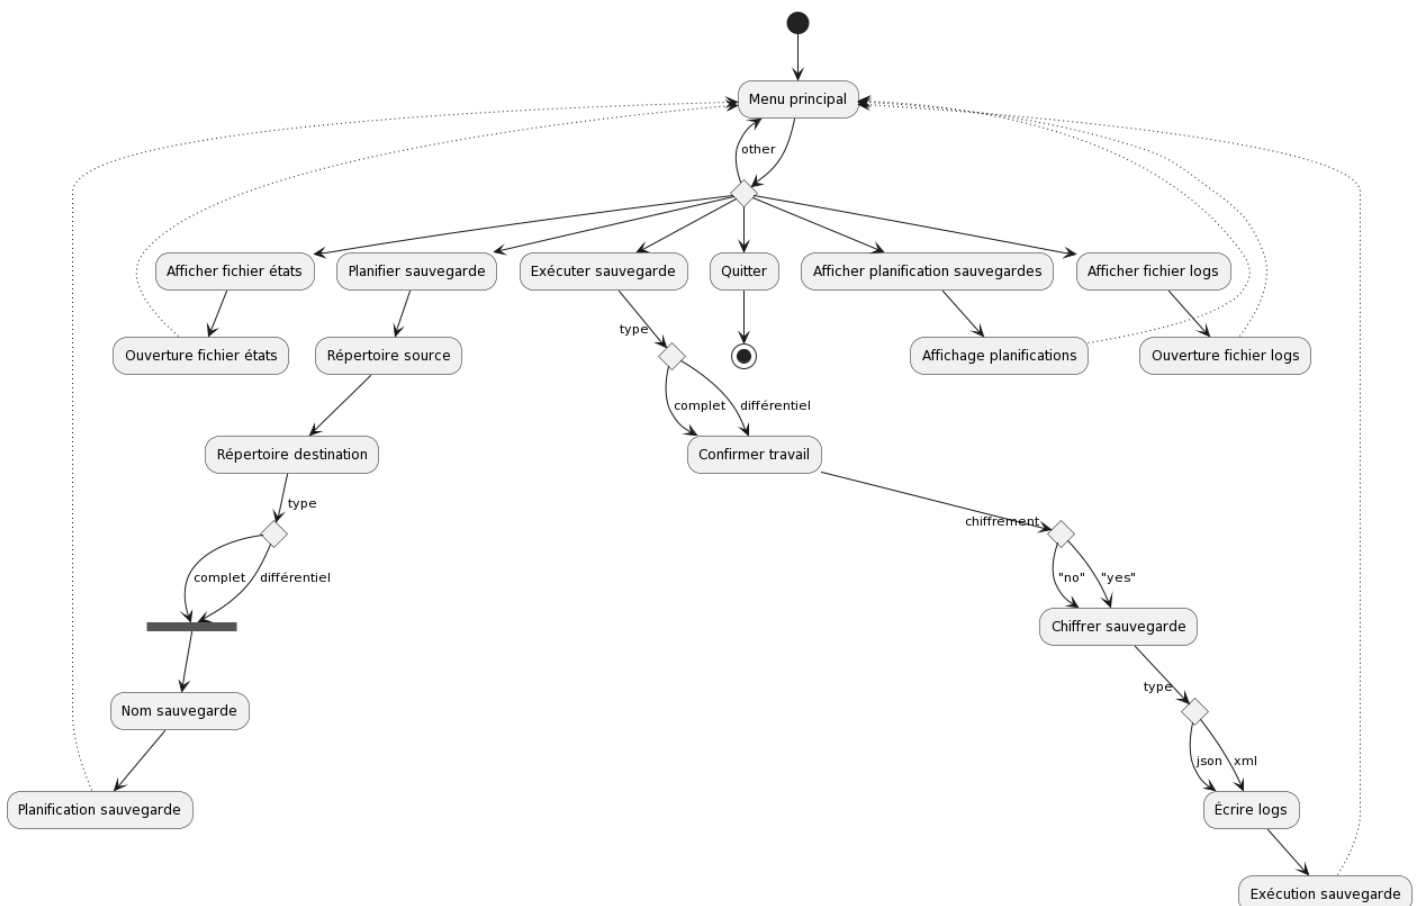 Menu principal
other
Afficher fichier états
Planifier sauvegarde
Exécuter sauvegarde
Quitter
Afficher planification sauvegardes
Afficher fichier logs
type
Ouverture fichier états
Répertoire source
Affichage planifications
Ouverture fichier logs
complet
différentiel
Répertoire destination
Confirmer travail
type
chiffrement
complet
différentiel
"no"
"yes"
Chiffrer sauvegarde
type
Nom sauvegarde
json
xml
Planification sauvegarde
Écrire logs
Exécution sauvegarde